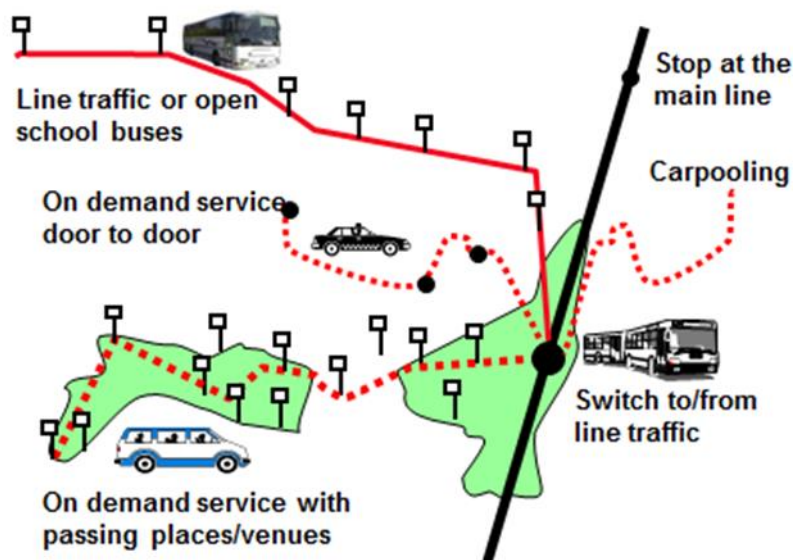 Line traffic or open
school buses
Stop at the
main line
Carpooling
On demand service
door to door
Switch to/from
line traffic
On demand service with
passing places/venues